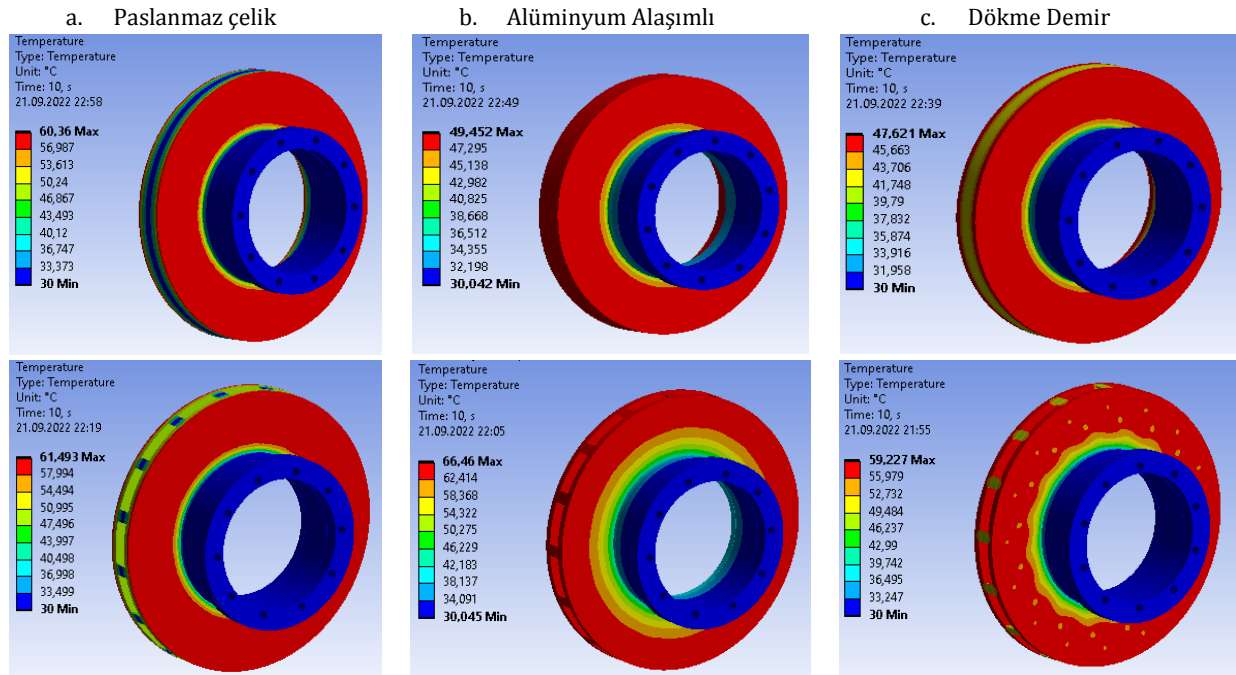 a. Paslanmaz çelik
b. Alüminyum Alaşımlı
c. Dökme Demir
Temperature
Type: Temperature
Unit: °C
Time: 10, s
21.09.2022 22:58
60,36 Max
56,987
53,613
50,24
46,867
43,493
40,12
36,747
33,373
30 Min
Temperature
Type: Temperature
Unit: °C
Time: 10, s
21.09.2022 22:49
49,452 Max
47,295
45,138
42,982
40,825
38,668
36,512
34,355
32,198
30,042 Min
Temperature
Type: Temperature
Unit: °C
Time: 10, s
21.09.2022 22:39
47,621 Max
45,663
43,706
41,748
39,79
37,832
35,874
33,916
31,958
30 Min
Temperature
Type: Temperature
Unit: °C
Time: 10, s
21.09.2022 22:19
61,493 Max
57,994
54,494
50,995
47,496
43,997
40,498
36,998
33,499
30 Min
Temperature
Type: Temperature
Unit: °C
Time: 10, s
21.09.2022 22:05
66,46 Max
62,414
58,368
54,322
50,275
46,229
42,183
38,137
34,091
30,045 Min
Temperature
Type: Temperature
Unit: °C
Time: 10, s
21.09.2022 21:55
59,227 Max
55,979
52,732
49,484
46,237
42,99
39,742
36,495
33,247
30 Min